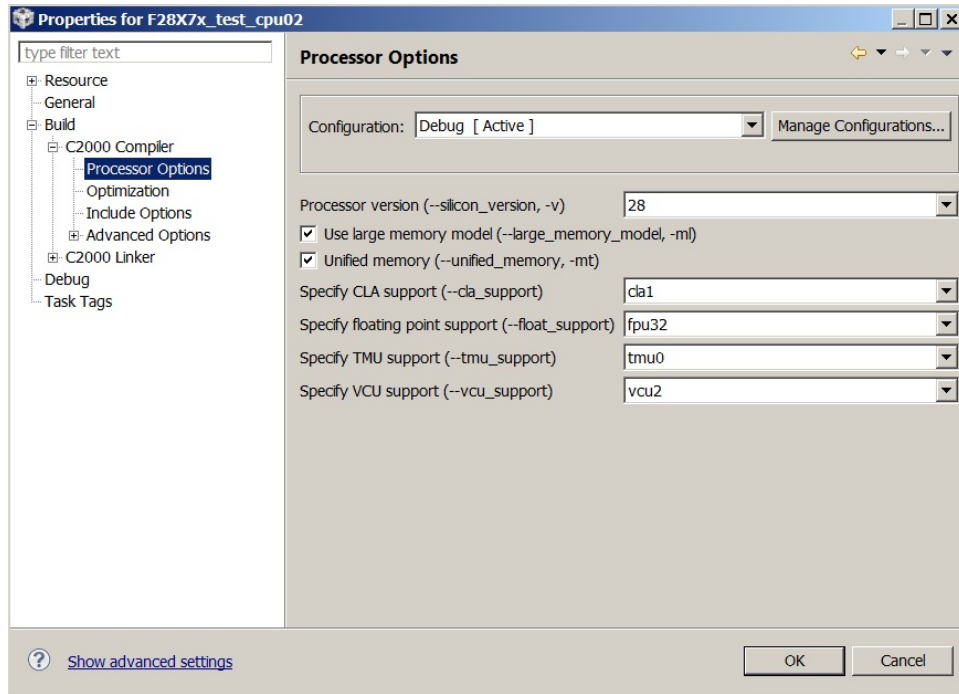 Properties for F28X7x_test_cpu02
type filter text
Resource
General
Build
C2000 Compiler
Processor Options
Optimization
Include Options
Advanced Options
C2000 Linker
Debug
Task Tags
Processor Options
Configuration: Debug [ Active ] Manage Configurations...
Processor version (--silicon_version, -v) 28
Use large memory model (--large_memory_model, -ml)
Unified memory (--unified_memory, -mt)
Specify CLA support (--cla_support) cla1
Specify floating point support (--float_support) fpu32
Specify TMU support (--tmu_support) tmu0
Specify VCU support (--vcu_support) vcu2
? Show advanced settings OK Cancel